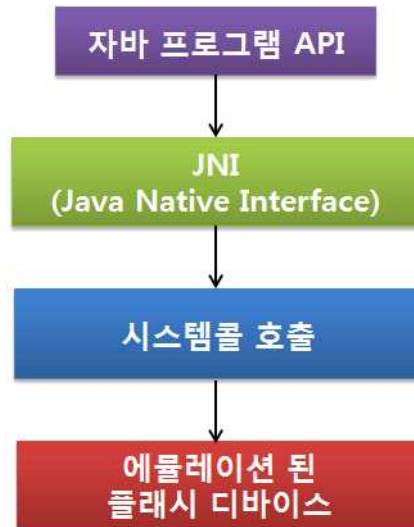 자바 프로그램 API
JNI
(Java Native Interface)
시스템콜 호출
에뮬레이션 된
플래시 디바이스